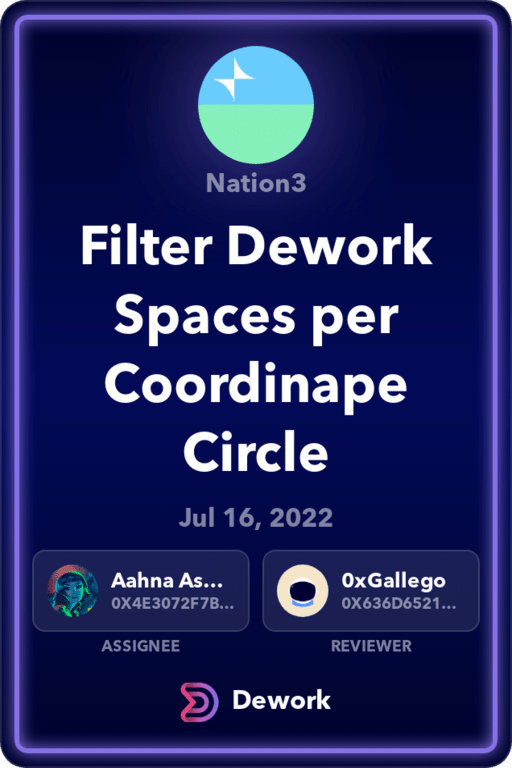 Nation3
Filter Dework
Spaces per
Coordinape
Circle
Jul 16, 2022
Aahna As...
0X4E3072F7B...
ASSIGNEE
0xGallego
0X636D6521...
REVIEWER
Dework